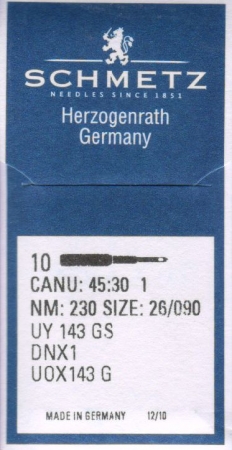 SCHMETZ
NEEDLES SINCE 1851
Herzogenrath
Germany
10
CANU: 45:30 1
NM: 230 SIZE: 26/090
UY 143 GS
DNX1
UOX143 G
MADE IN GERMANY 12/10